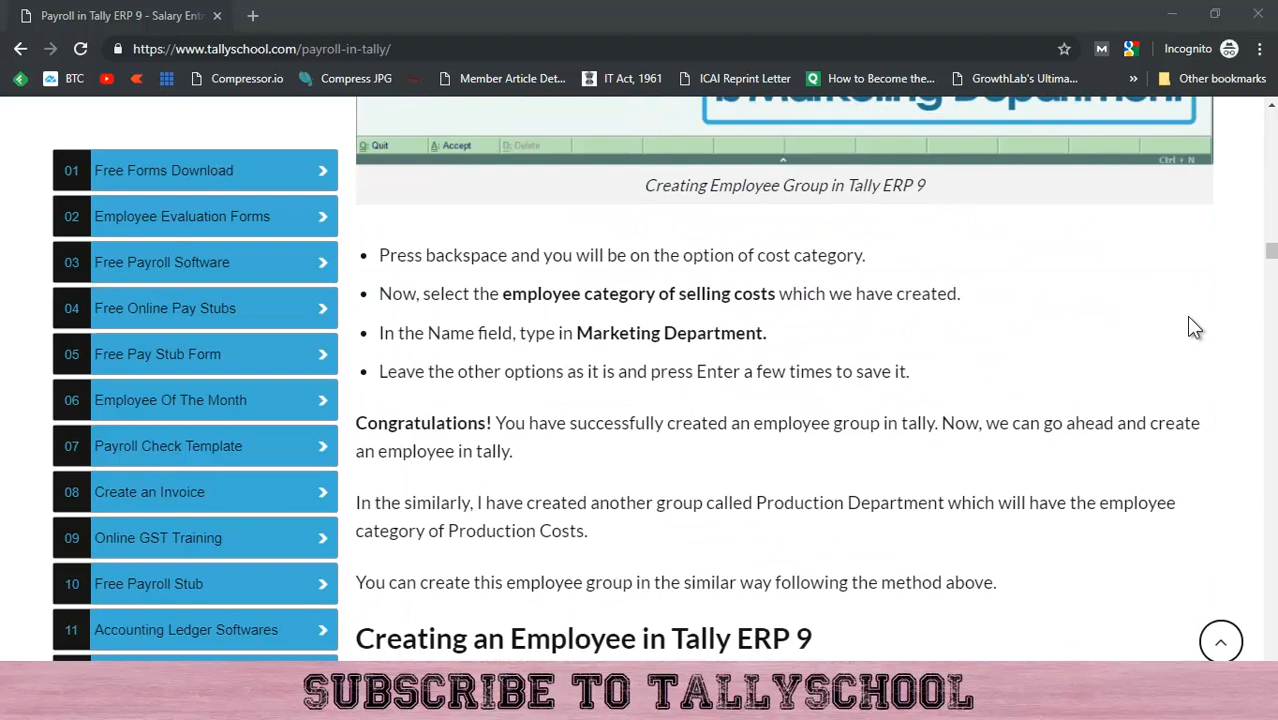 Payroll in Tally ERP 9 - Salary Entr
https://www.tallyschool.com/payroll-in-tally/
Incognito
BTC
Compressor.io
Compress JPG
Member Article Det...
IT Act, 1961
ICAI Reprint Letter
How to Become the...
GrowthLab's Ultima...
Other bookmarks
is Marketing Department.
Q: Quit
A: Accept
D: Delete
Ctrl + N
Creating Employee Group in Tally ERP 9
01 Free Forms Download
02 Employee Evaluation Forms
03 Free Payroll Software
04 Free Online Pay Stubs
05 Free Pay Stub Form
06 Employee Of The Month
07 Payroll Check Template
08 Create an Invoice
09 Online GST Training
10 Free Payroll Stub
11 Accounting Ledger Softwares
• Press backspace and you will be on the option of cost category.
• Now, select the employee category of selling costs which we have created.
• In the Name field, type in Marketing Department.
• Leave the other options as it is and press Enter a few times to save it.
Congratulations! You have successfully created an employee group in tally. Now, we can go ahead and create
an employee in tally.
In the similarly, I have created another group called Production Department which will have the employee
category of Production Costs.
You can create this employee group in the similar way following the method above.
Creating an Employee in Tally ERP 9
SUBSCRIBE TO TALLYSCHOOL